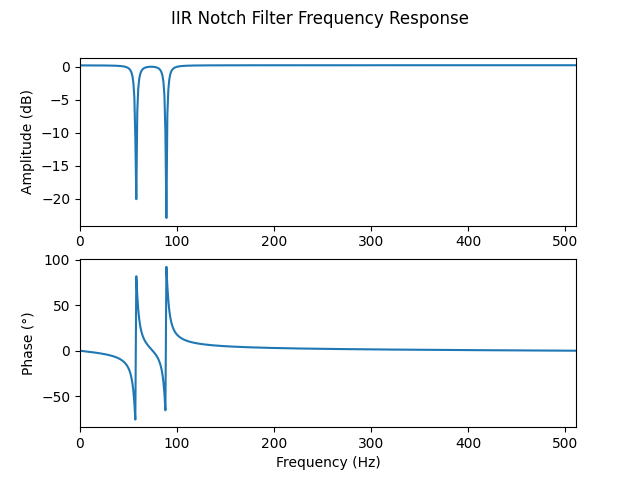 IIR Notch Filter Frequency Response
0
−5
−10
−15
−20
Amplitude (dB)
0 100 200 300 400 500
100
50
0
−50
Phase (°)
0 100 200 300 400 500
Frequency (Hz)